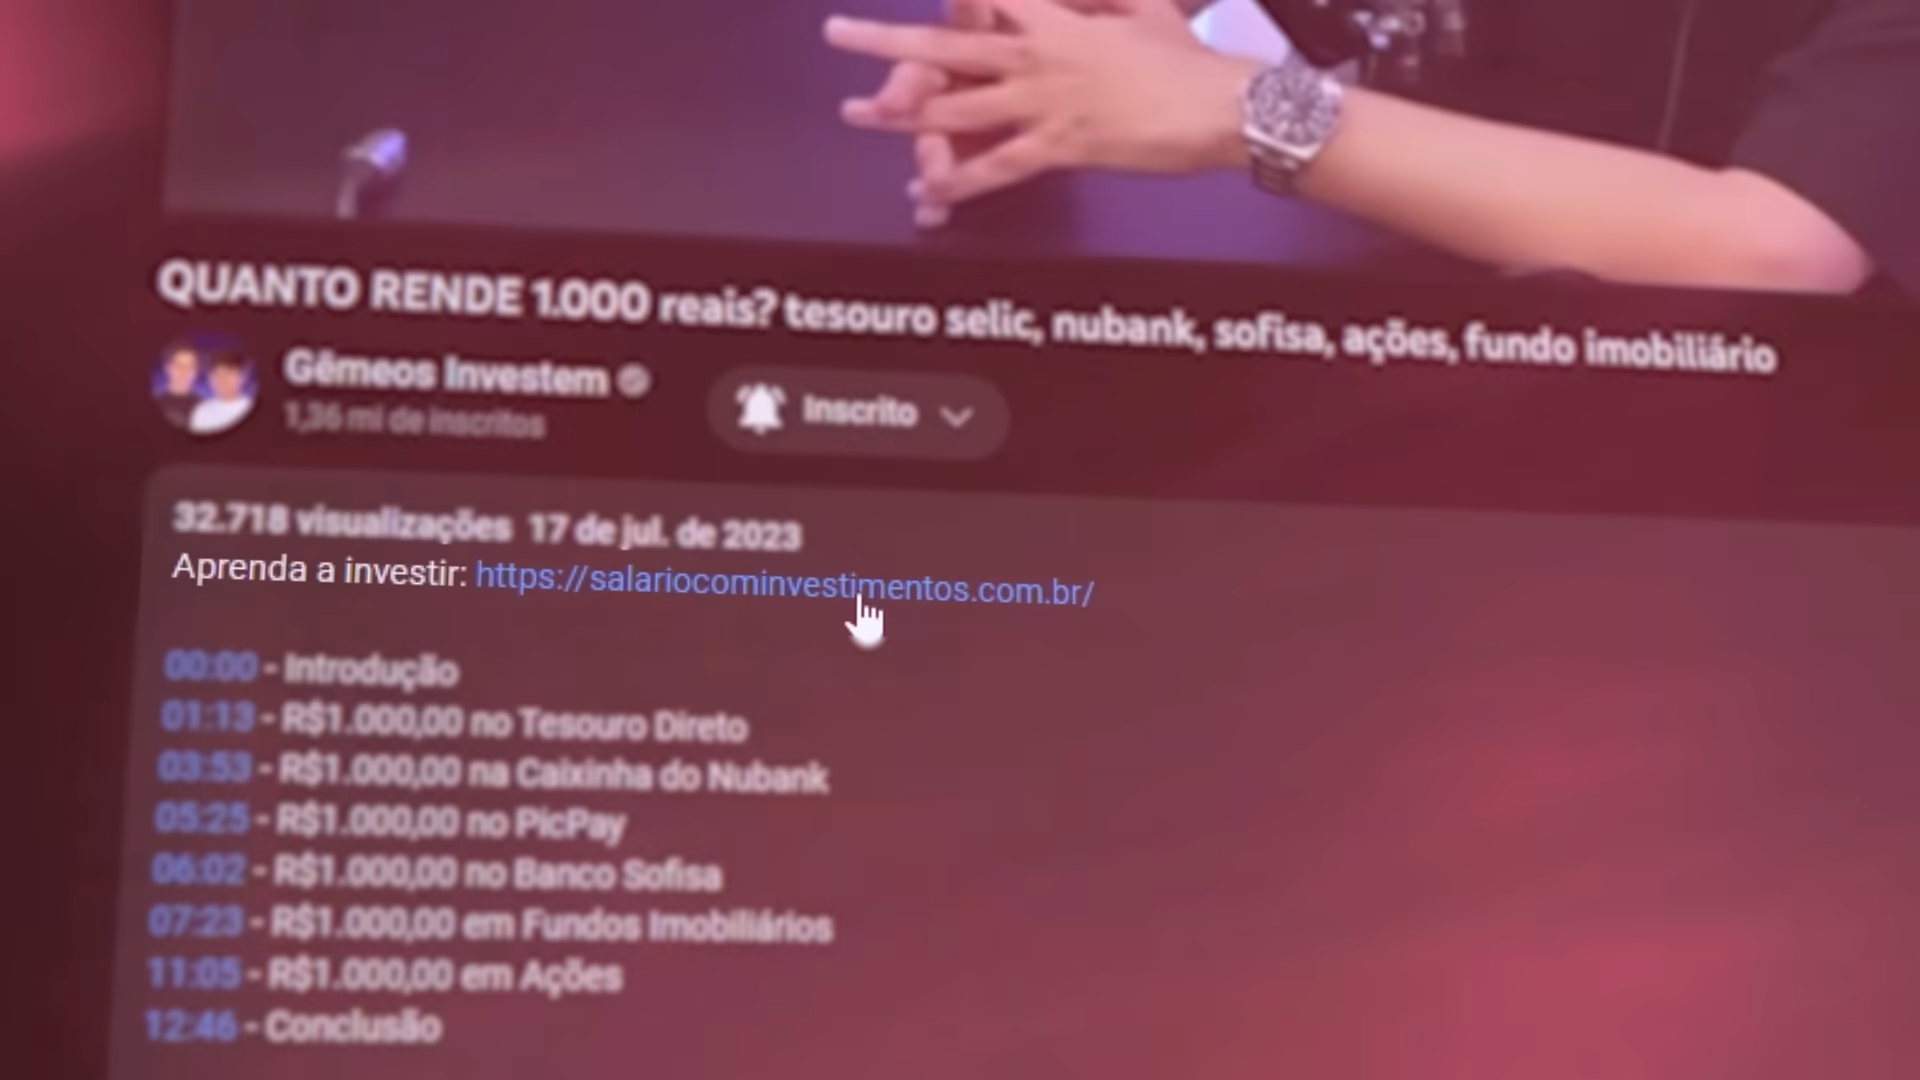 QUANTO RENDE 1.000 reais? tesouro selic, nubank, sofisa, ações, fundo imobiliário
Gêmeos Investem
1,36 mi de inscritos
Inscrito
32.718 visualizações 17 de jul. de 2023
Aprenda a investir: https://salariocominvestimentos.com.br/
00:00 - Introdução
01:13 - R$1.000,00 no Tesouro Direto
03:53 - R$1.000,00 na Caixinha do Nubank
05:25 - R$1.000,00 no PicPay
06:02 - R$1.000,00 no Banco Sofisa
07:23 - R$1.000,00 em Fundos Imobiliários
11:05 - R$1.000,00 em Ações
12:46 - Conclusão